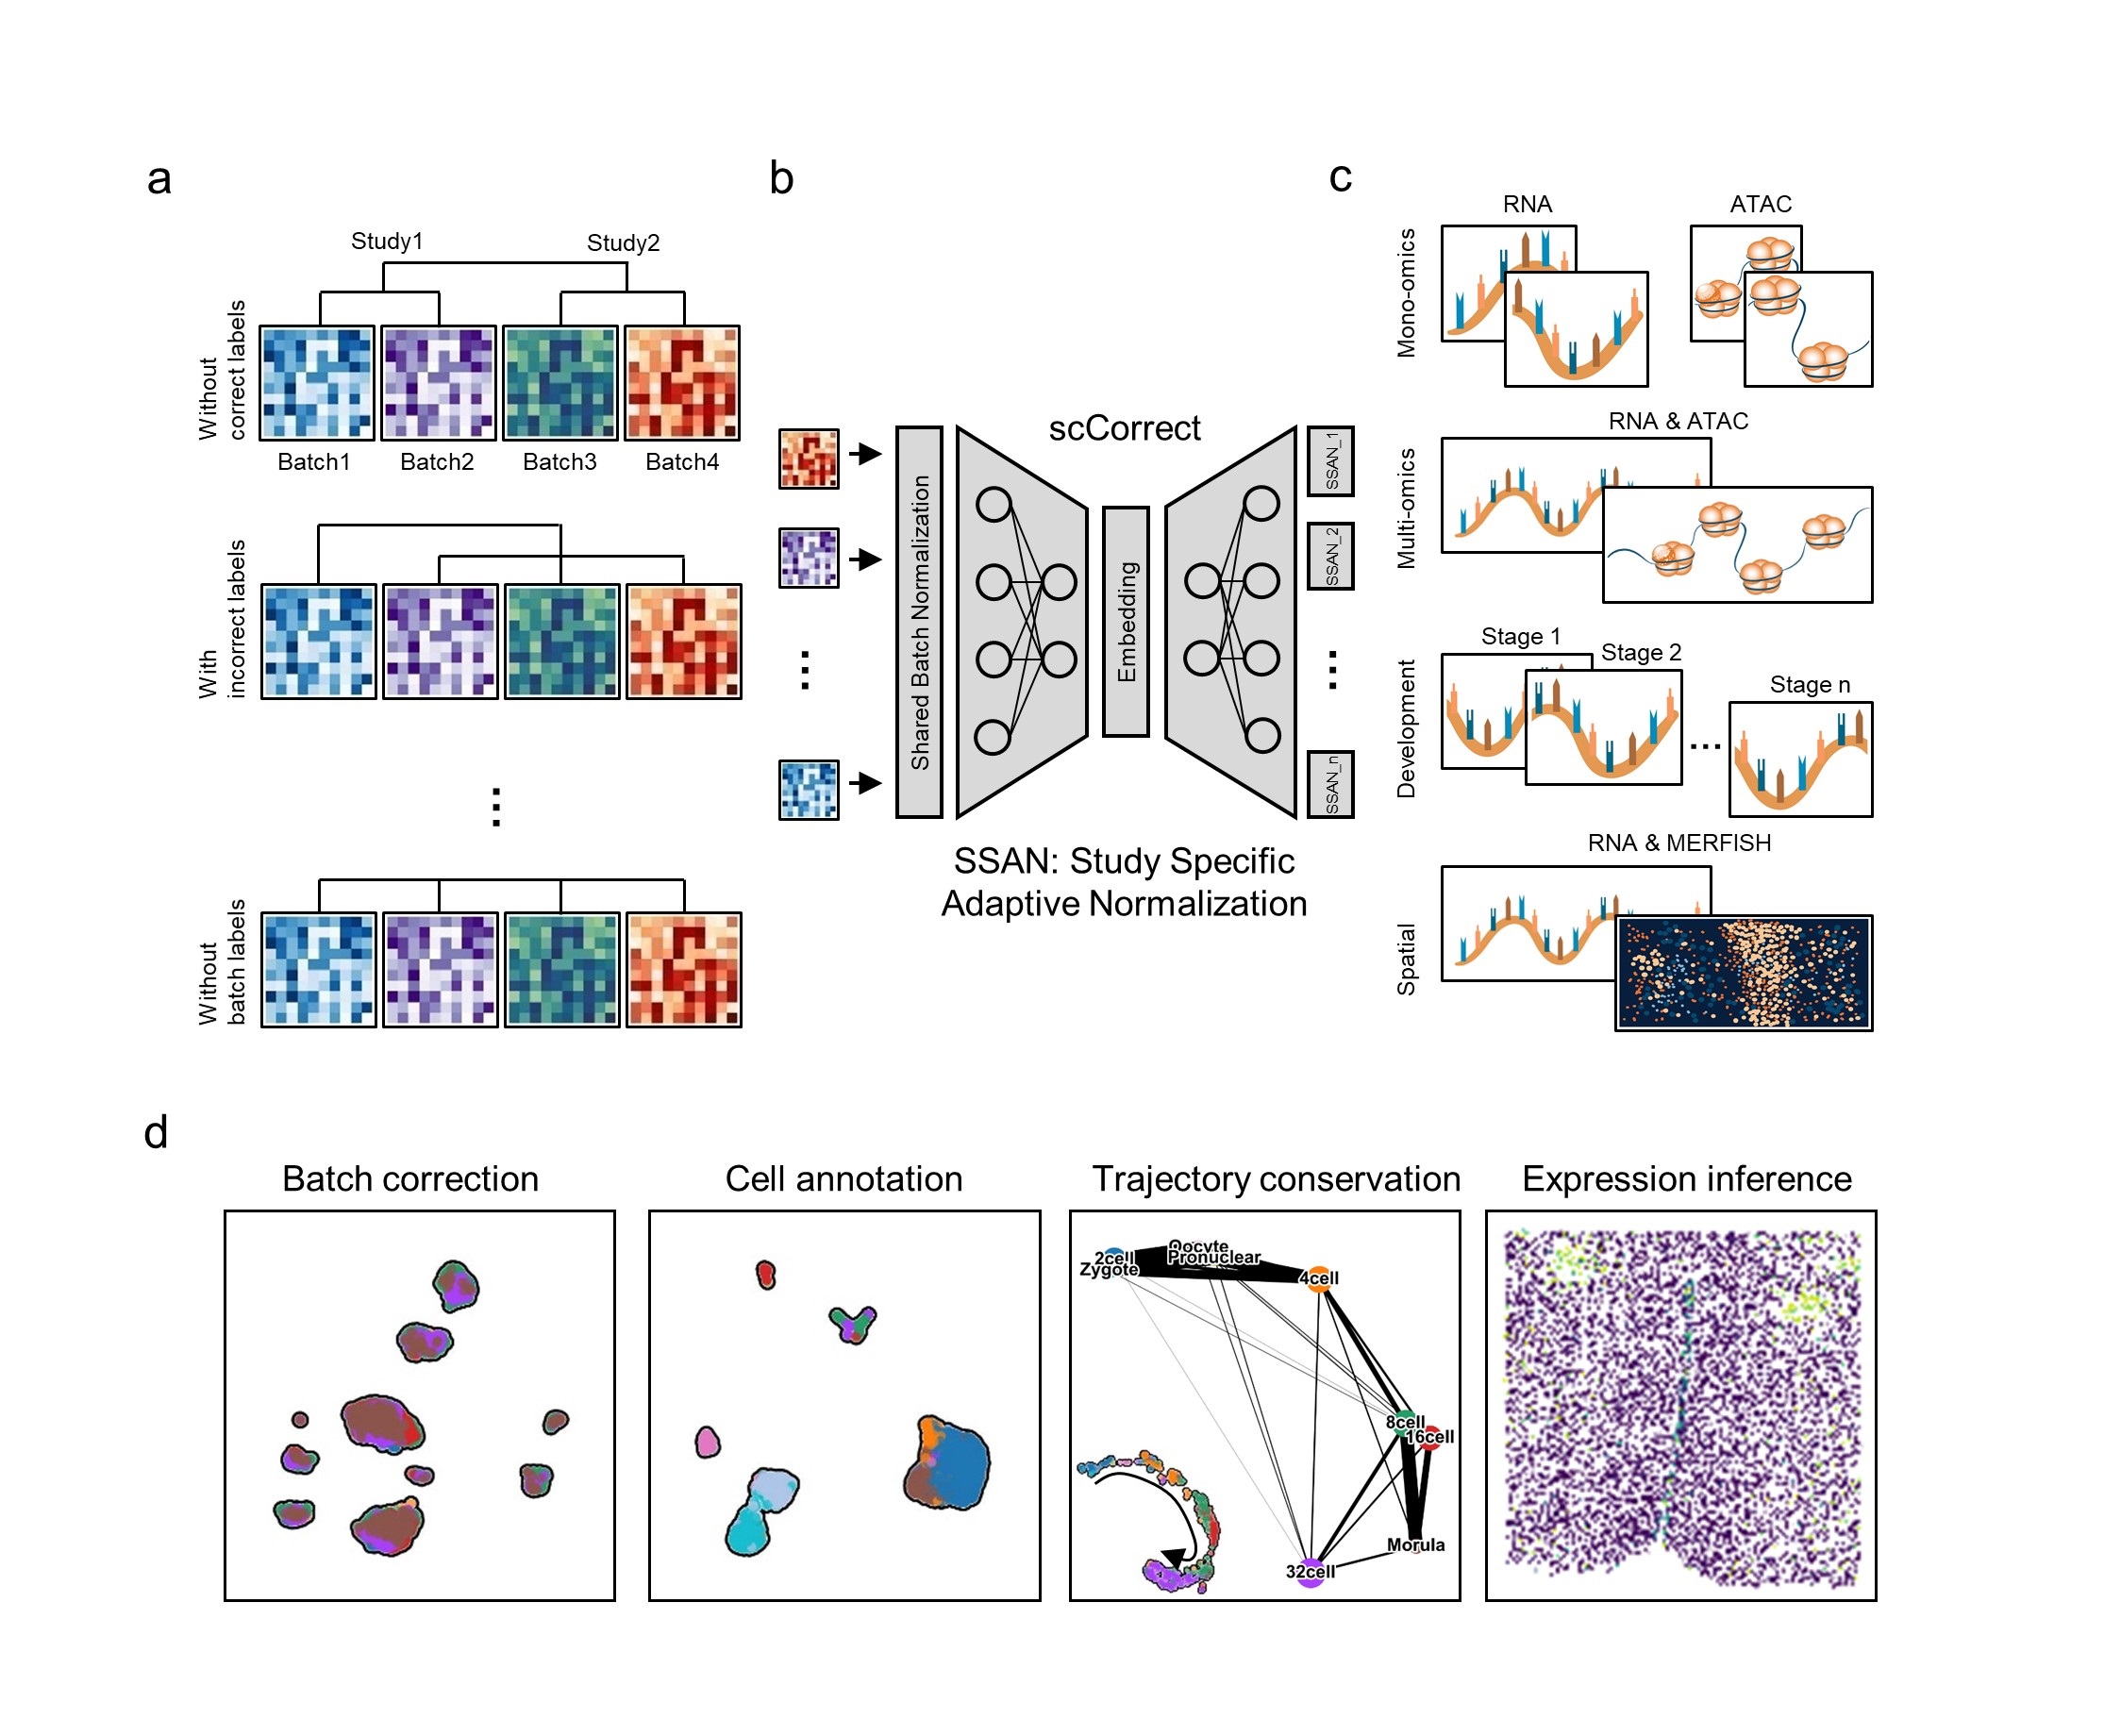 a
Study1
Study2
Without
correct labels
Batch1
Batch2
Batch3
Batch4
With
incorrect labels
⋮
Without
batch labels
b
scCorrect
Shared Batch Normalization
Embedding
SSAN_1
SSAN_2
⋮
⋮
SSAN_n
SSAN: Study Specific
Adaptive Normalization
c
RNA
ATAC
Mono-omics
RNA & ATAC
Multi-omics
Stage 1
Stage 2
Stage n
...
Development
RNA & MERFISH
Spatial
d
Batch correction
Cell annotation
Trajectory conservation
Expression inference
2cell
Zygote
Oocyte
Pronuclear
4cell
8cell
16cell
Morula
32cell